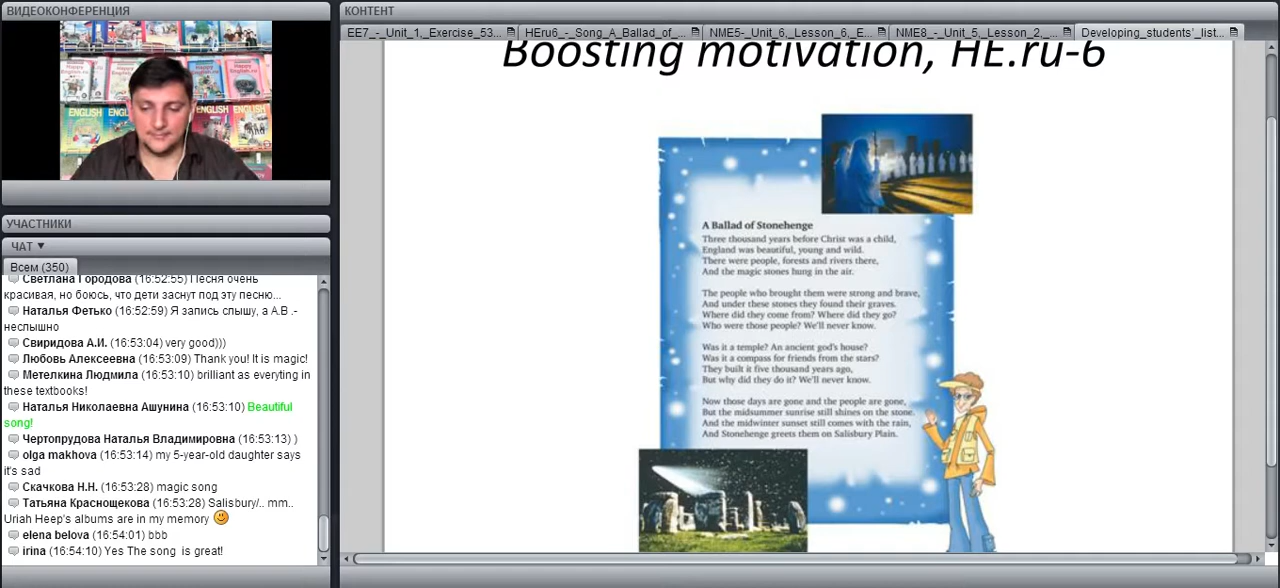 ВИДЕОКОНФЕРЕНЦИЯ
УЧАСТНИКИ
ЧАТ ▼
Всем (350)
Светлана Городова (16:52:55) Песня очень
красивая, но боюсь, что дети заснут под эту песню...
Наталья Фетько (16:52:59) Я запись слышу, а А.В .-
неслышно
Свиридова А.И. (16:53:04) very good)))
Любовь Алексеевна (16:53:09) Thank you! It is magic!
Метелкина Людмила (16:53:10) brilliant as everyting in
these textbooks!
Наталья Николаевна Ашунина (16:53:10) Beautiful
song!
Чертопрудова Наталья Владимировна (16:53:13) )
olga makhova (16:53:14) my 5-year-old daughter says
it's sad
Скачкова Н.Н. (16:53:28) magic song
Татьяна Краснощекова (16:53:28) Salisbury/.. mm..
Uriah Heep's albums are in my memory
elena belova (16:54:01) bbb
irina (16:54:10) Yes The song is great!
КОНТЕНТ
EE7_-_Unit_1,_Exercise_53...
HEru6_-_Song_A_Ballad_of_...
NME5-_Unit_6,_Lesson_6,_E...
NME8_-_Unit_5,_Lesson_2,_...
Developing_students'_list...
Boosting motivation, HE.ru-6
A Ballad of Stonehenge
Three thousand years before Christ was a child,
England was beautiful, young and wild.
There were people, forests and rivers there,
And the magic stones hung in the air.
The people who brought them were strong and brave,
And under these stones they found their graves.
Where did they come from? Where did they go?
Who were those people? We'll never know.
Was it a temple? An ancient god's house?
Was it a compass for friends from the stars?
They built it five thousand years ago,
But why did they do it? We'll never know.
Now those days are gone and the people are gone,
But the midsummer sunrise still shines on the stone.
And the midwinter sunset still comes with the rain,
And Stonehenge greets them on Salisbury Plain.
ENGLISH
ENGLISH